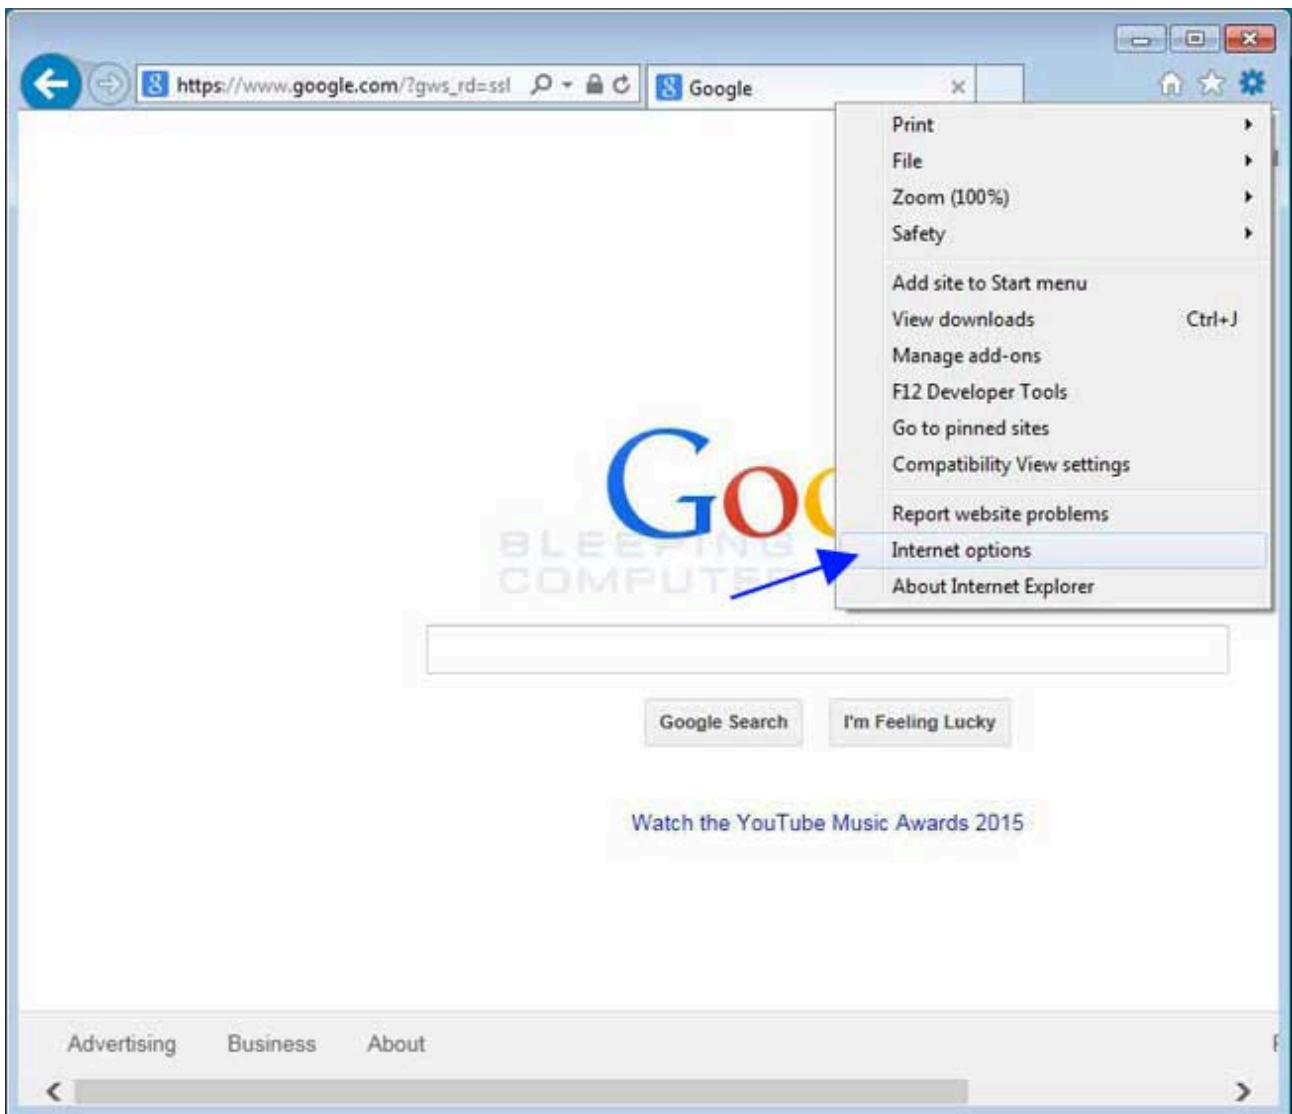 https://www.google.com/?gws_rd=ssl
Google
Print
File
Zoom (100%)
Safety
Add site to Start menu
View downloads Ctrl+J
Manage add-ons
F12 Developer Tools
Go to pinned sites
Compatibility View settings
Report website problems
Internet options
About Internet Explorer
Goo
BLEEPING
COMPUTER
Google Search I'm Feeling Lucky
Watch the YouTube Music Awards 2015
Advertising Business About